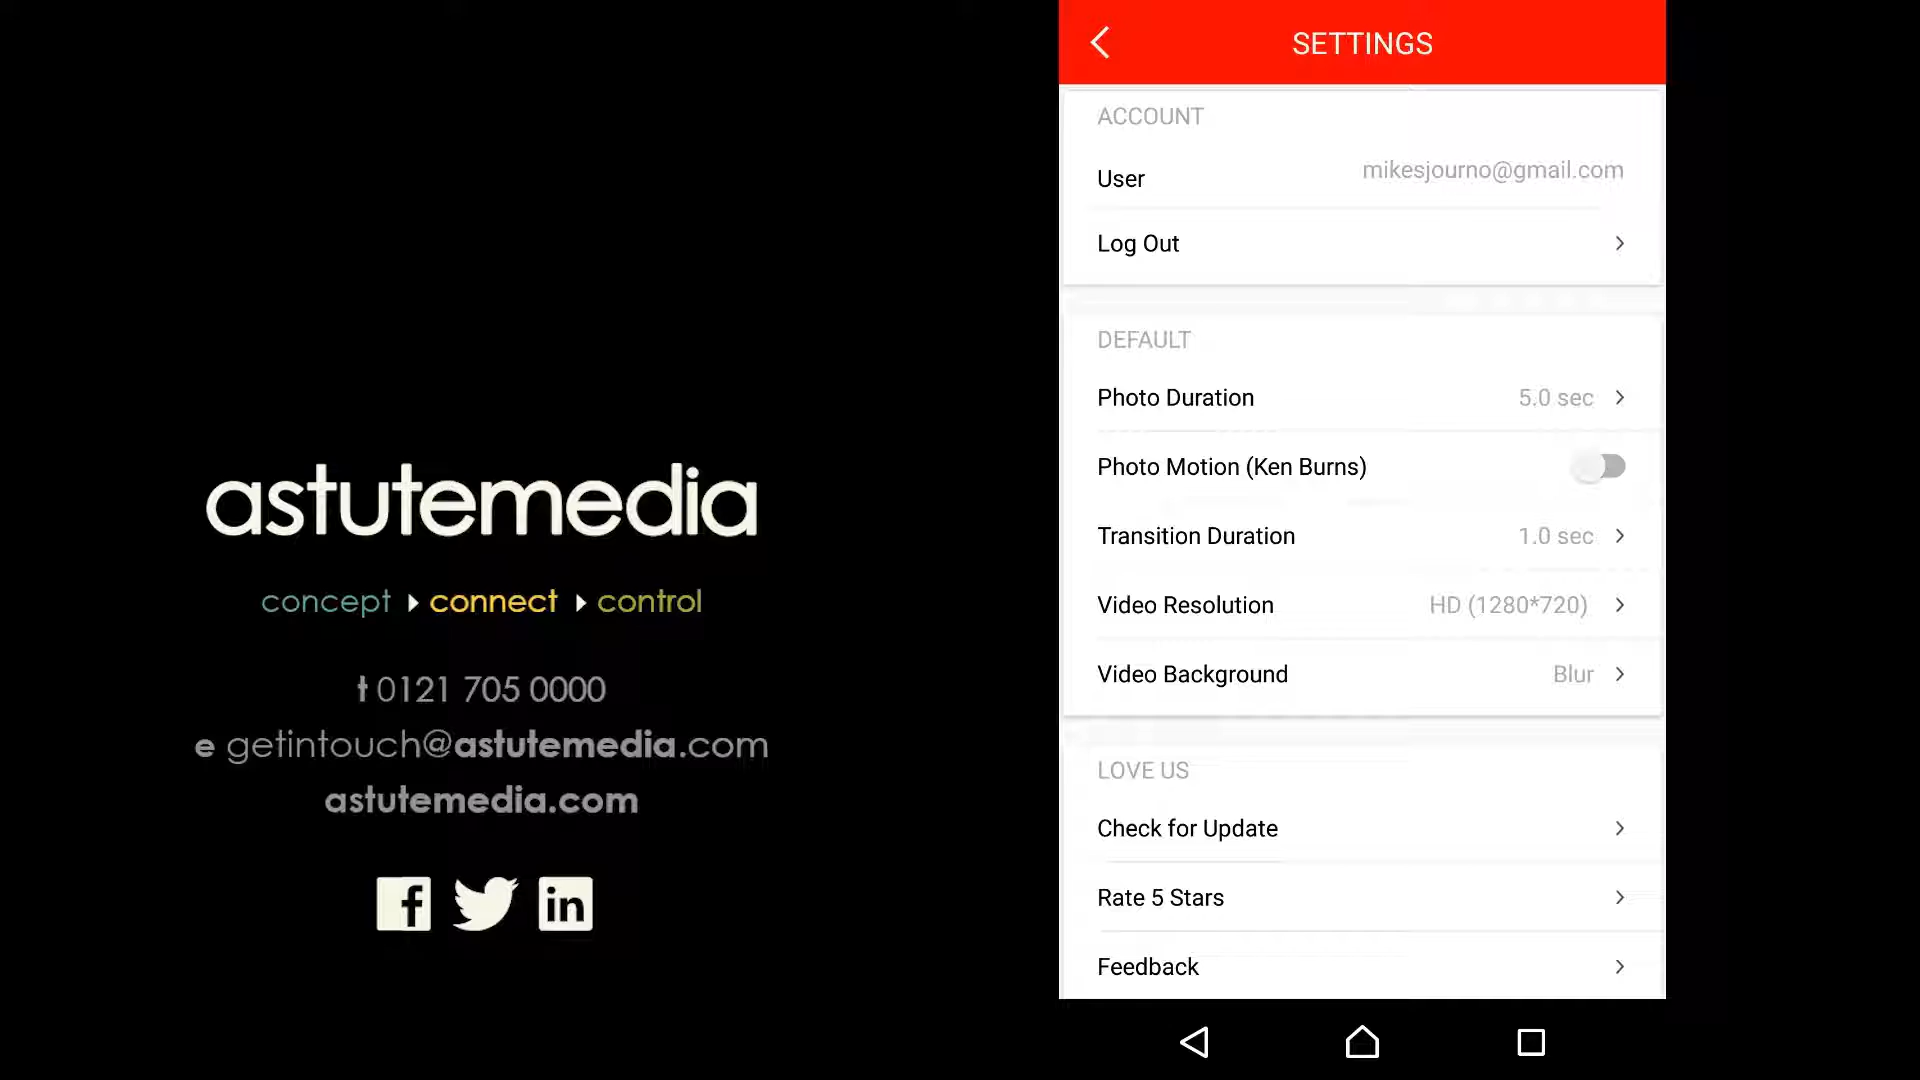 astutemedia
concept connect control
t 0121 705 0000
e getintouch@astutemedia.com
astutemedia.com
f in
SETTINGS
ACCOUNT
User mikesjourno@gmail.com
Log Out
DEFAULT
Photo Duration 5.0 sec
Photo Motion (Ken Burns)
Transition Duration 1.0 sec
Video Resolution HD (1280*720)
Video Background Blur
LOVE US
Check for Update
Rate 5 Stars
Feedback